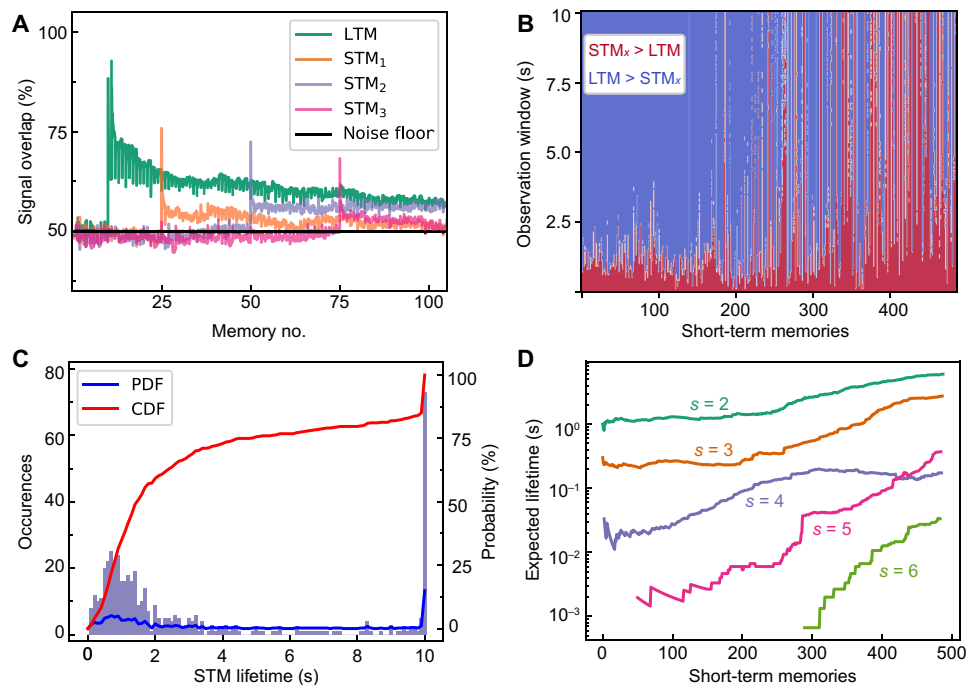 A
100
75
50
Signal overlap (%)
LTM
STM1
STM2
STM3
Noise floor
25
50
75
100
Memory no.
B
10
7.5
5
2.5
Observation window (s)
STMx > LTM
LTM > STMx
100
200
300
400
Short-term memories
C
80
60
40
20
0
Occurences
PDF
CDF
100
75
50
25
0
Probability (%)
0
2
4
6
8
10
STM lifetime (s)
D
10⁰
10⁻¹
10⁻²
10⁻³
Expected lifetime (s)
s = 2
s = 3
s = 4
s = 5
s = 6
0
100
200
300
400
500
Short-term memories